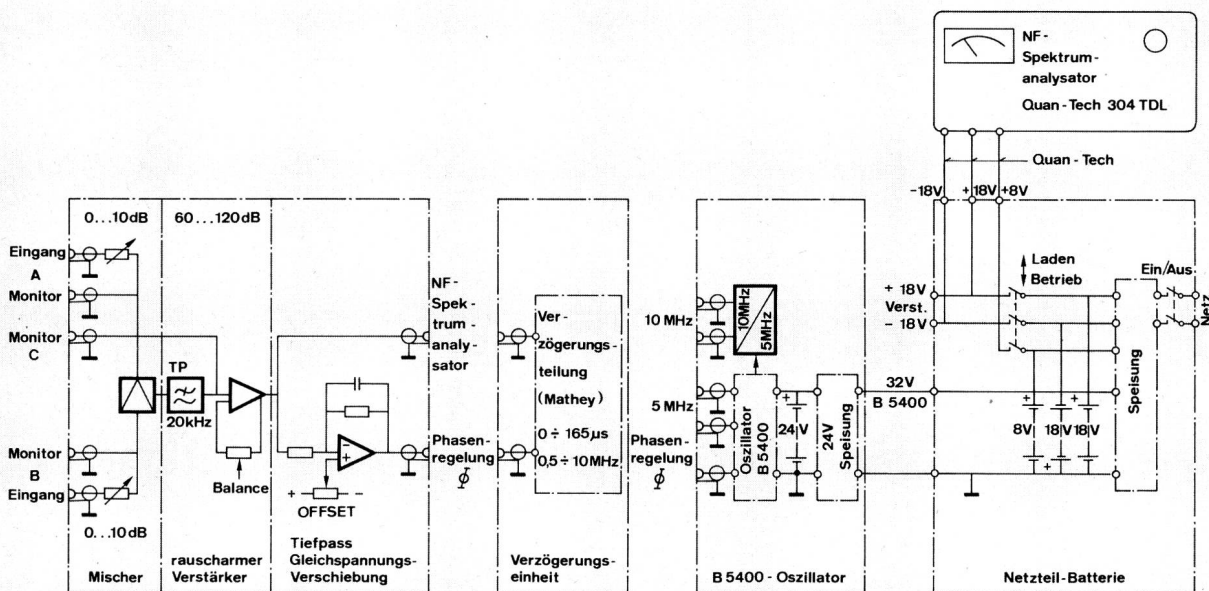 NF-
Spektrum-
analysator
Quan-Tech 304 TDL
Quan-Tech
-18V
+18V
+8V
0...10dB
60...120dB
Eingang
A
Monitor
Monitor
C
TP
20kHz
Monitor
B
Eingang
Balance
0...10dB
+
-
OFFSET
-
+
Mischer
rauscharmer
Verstärker
Tiefpass
Gleichspannungs-
Verschiebung
NF-
Spek-
trum-
analy-
sator
Phasen-
regelung
ϕ
Ver-
zögerungs-
teilung
(Mathey)
0 ÷ 165µs
0,5 ÷ 10MHz
Verzögerungs-
einheit
10MHz
10MHz
5MHz
5MHz
Phasen-
regelung
ϕ
Oszillator
B 5400
+
24V
24V
Speisung
B 5400-Oszillator
32V
B 5400
Laden
Betrieb
Ein/Aus
+ 18V
Verst.
- 18V
Netz
Speisung
+
+
8V
18V
18V
+
Netzteil-Batterie